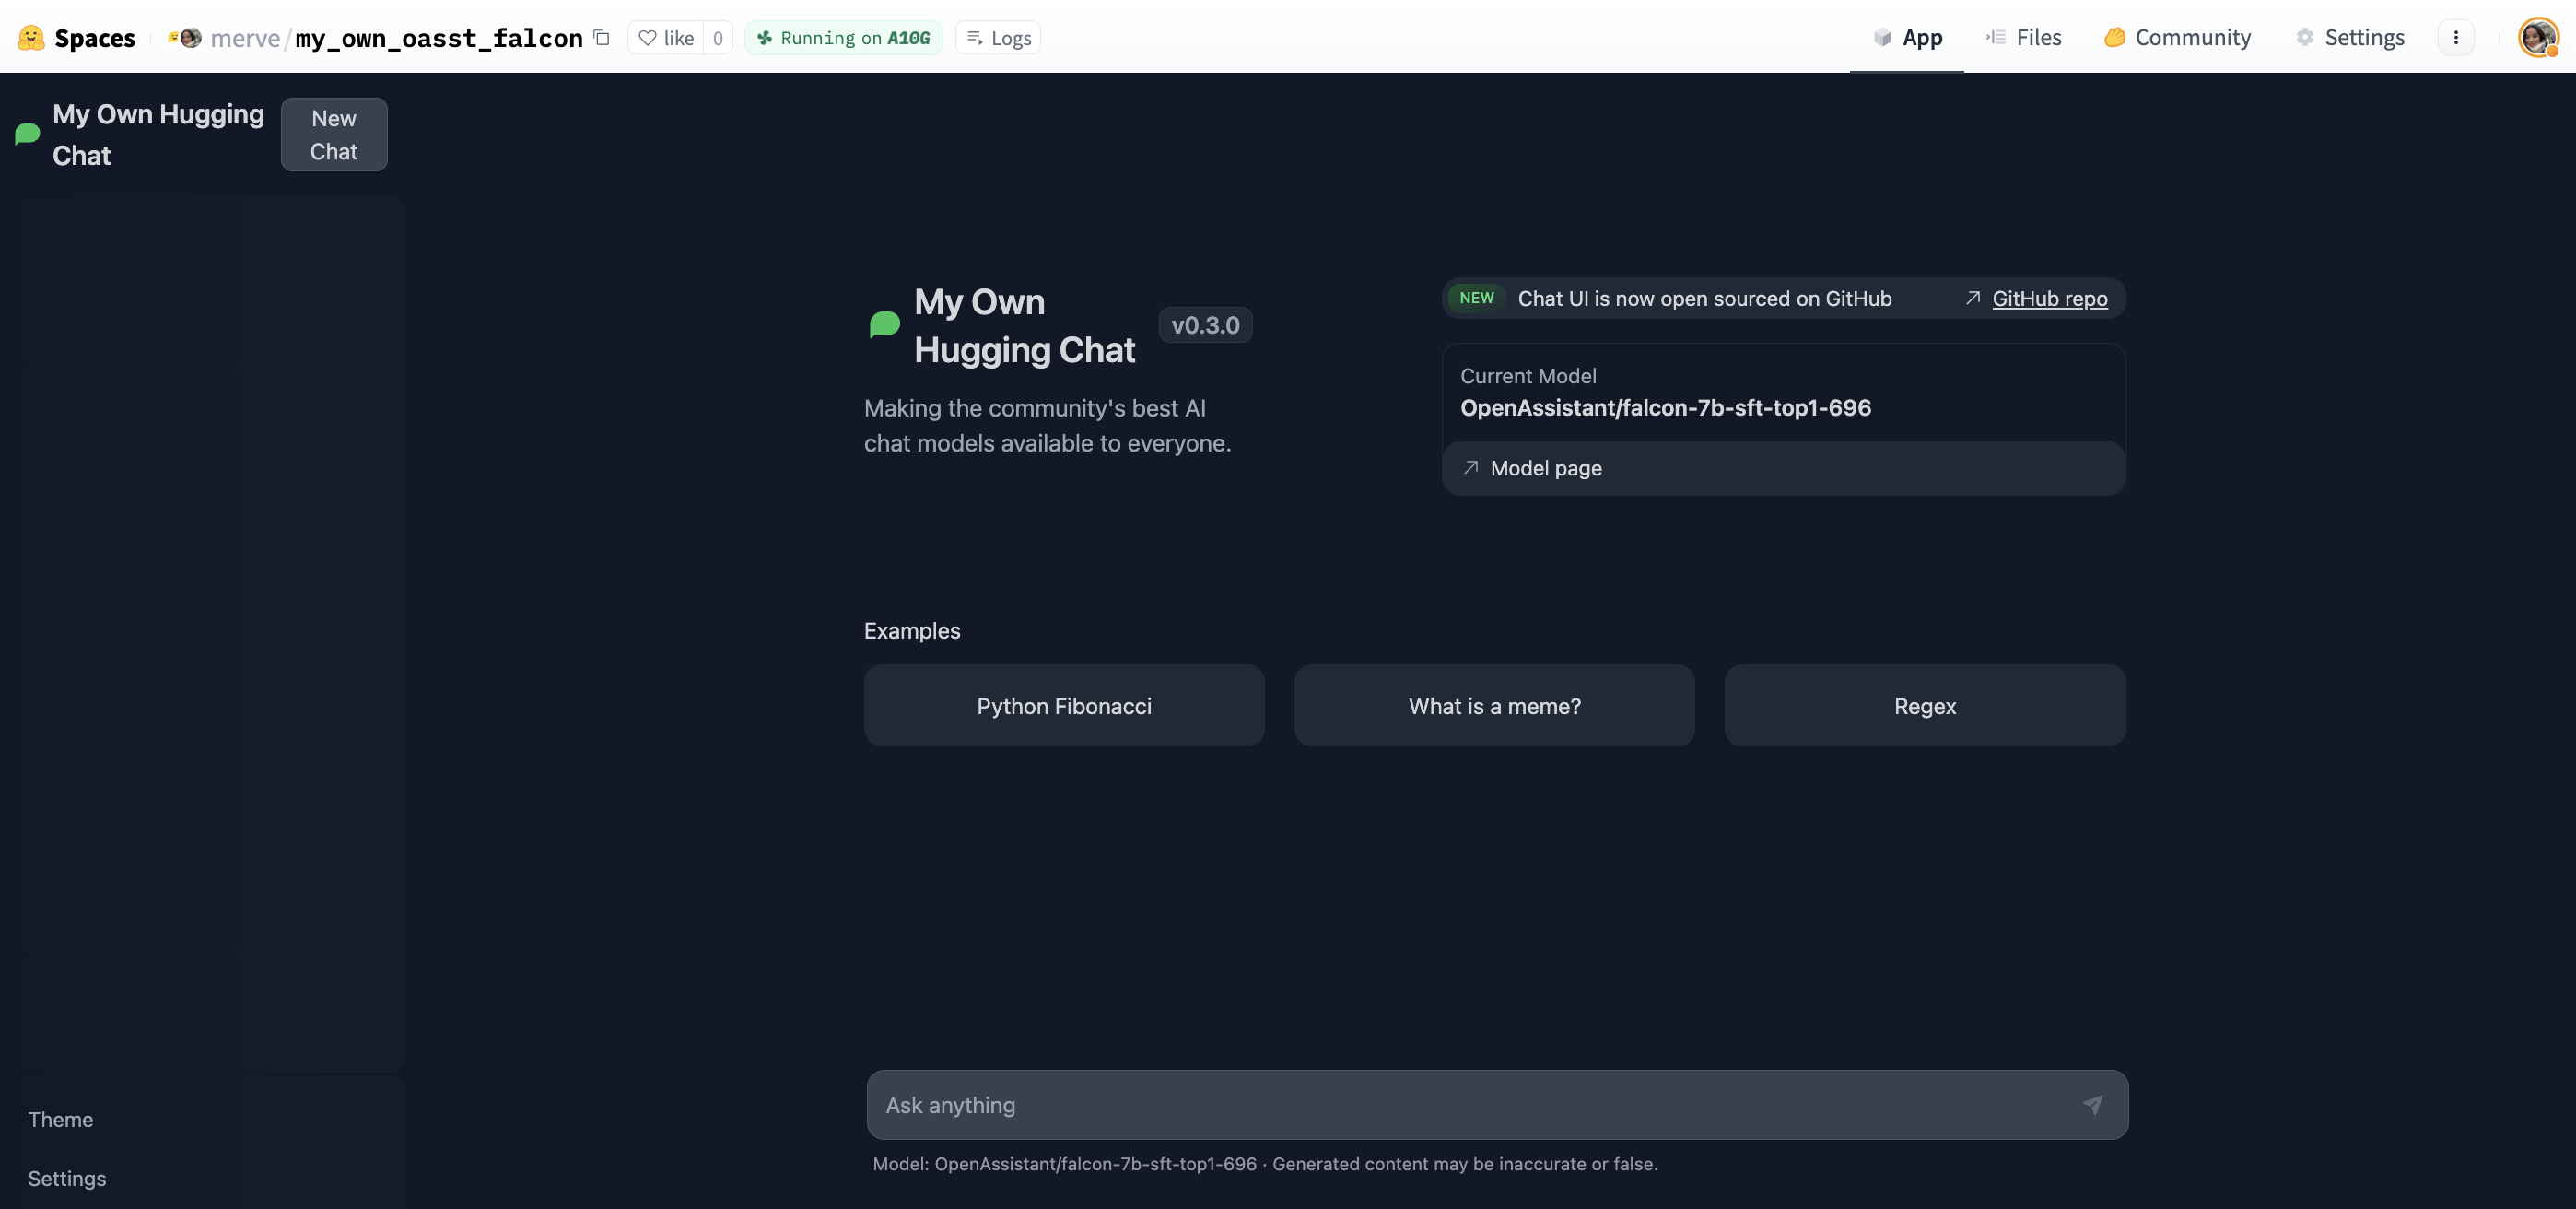 Spaces
merve/my_own_oasst_falcon
like 0
Running on A10G
Logs
App
Files
Community
Settings
My Own Hugging
Chat
New
Chat
My Own
Hugging Chat
v0.3.0
Making the community's best AI
chat models available to everyone.
NEW Chat UI is now open sourced on GitHub GitHub repo
Current Model
OpenAssistant/falcon-7b-sft-top1-696
Model page
Examples
Python Fibonacci
What is a meme?
Regex
Ask anything
Model: OpenAssistant/falcon-7b-sft-top1-696 · Generated content may be inaccurate or false.
Theme
Settings